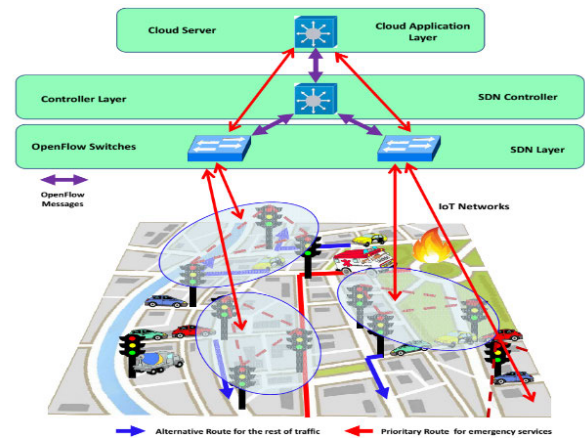 Cloud Server
Cloud Application
Layer
Controller Layer
SDN Controller
OpenFlow Switches
SDN Layer
OpenFlow
Messages
IoT Networks
Alternative Route for the rest of traffic
Prioritary Route for emergency services